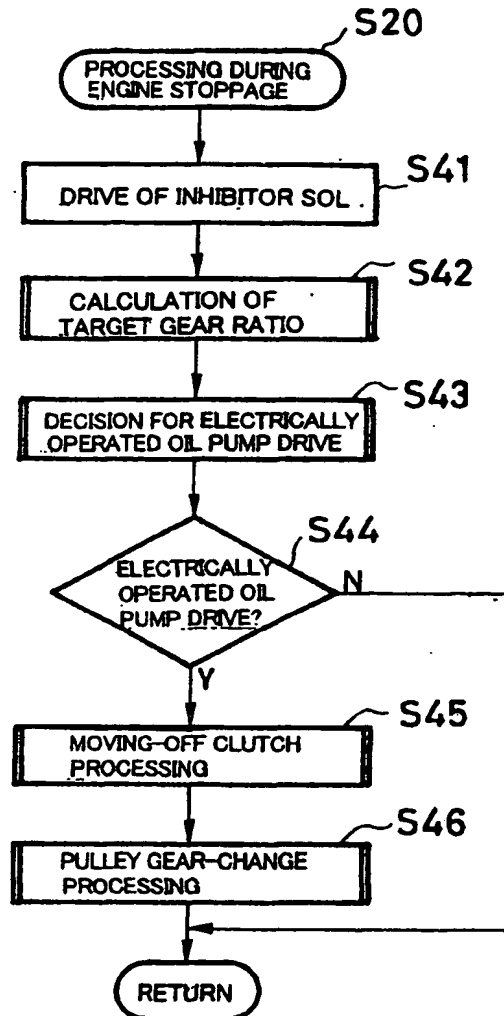 S20
PROCESSING DURING
ENGINE STOPPAGE
S41
DRIVE OF INHIBITOR SOL
S42
CALCULATION OF
TARGET GEAR RATIO
S43
DECISION FOR ELECTRICALLY
OPERATED OIL PUMP DRIVE
S44
ELECTRICALLY
OPERATED OIL
PUMP DRIVE?
N
Y
S45
MOVING-OFF CLUTCH
PROCESSING
S46
PULLEY GEAR-CHANGE
PROCESSING
RETURN